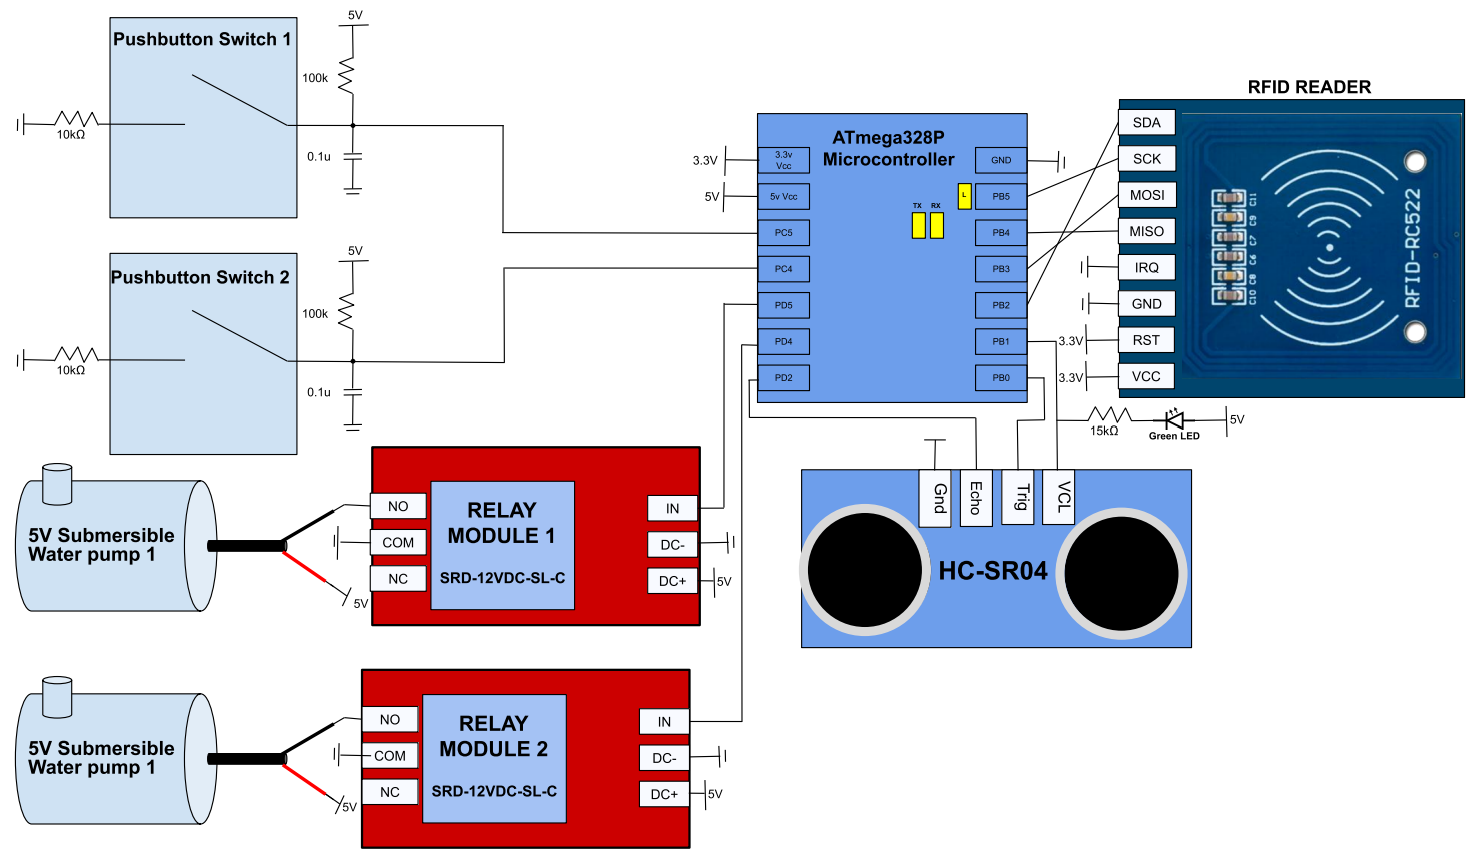 5V
Pushbutton Switch 1
100k
10kΩ
0.1u
5V
Pushbutton Switch 2
100k
10kΩ
0.1u
ATmega328P
Microcontroller
3.3V
3.3v
Vcc
GND
5V
5v Vcc
L
PB5
TX
RX
PC5
PB4
PC4
PB3
PD5
PB2
PD4
PB1
PD2
PB0
RFID READER
SDA
SCK
MOSI
MISO
IRQ
GND
3.3V
RST
3.3V
VCC
C11
C9
C7
C6
C8
C10
RFID-RC522
15kΩ
Green LED
5V
5V Submersible
Water pump 1
5V
NO
COM
NC
RELAY
MODULE 1
SRD-12VDC-SL-C
IN
DC-
DC+
5V
Gnd
Echo
Trig
VCL
HC-SR04
5V Submersible
Water pump 1
5V
NO
COM
NC
RELAY
MODULE 2
SRD-12VDC-SL-C
IN
DC-
DC+
5V